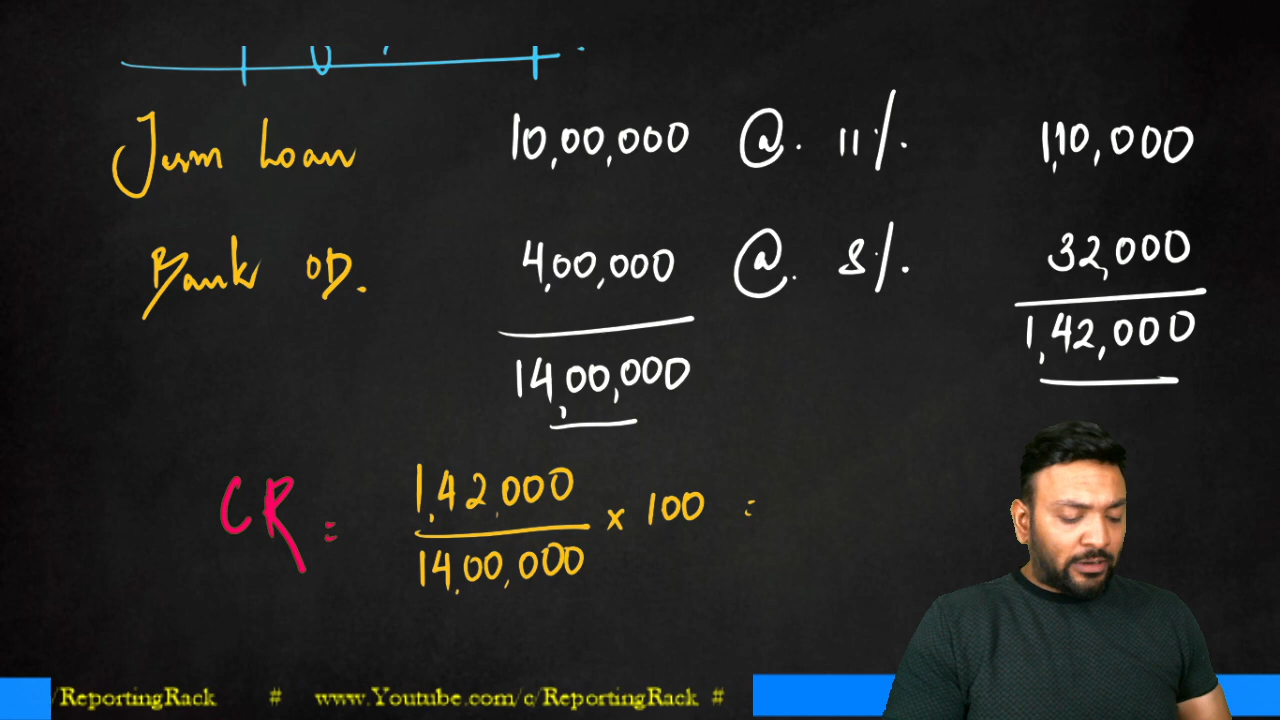 Term Loan 10,00,000 @. 11%. 1,10,000
Bank OD. 4,00,000 @. 8%. 32,000
14,00,000 1,42,000
CR = 1,42,000 / 14,00,000 x 100 =
/ReportingRack # www.Youtube.com/c/ReportingRack #